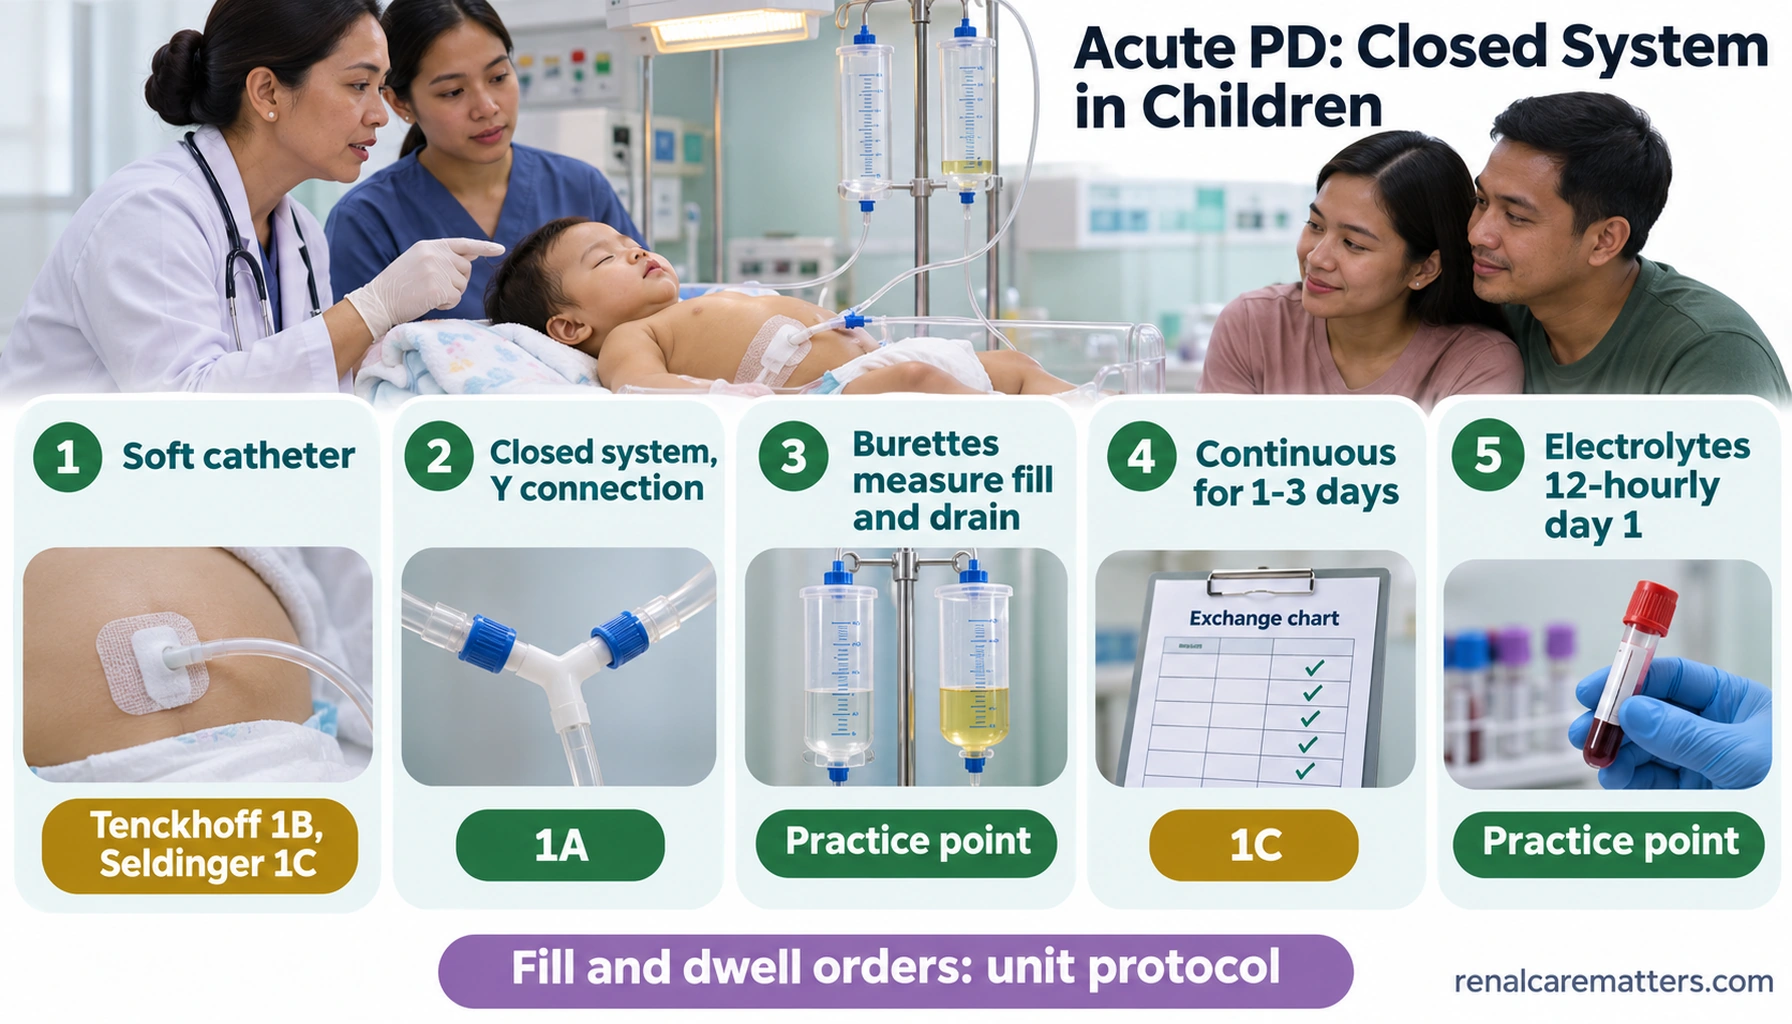 Acute PD: Closed System
in Children
1
Soft catheter
Tenckhoff 1B,
Seldinger 1C
2
Closed system,
Y connection
1A
3
Burettes
measure fill
and drain
Practice point
4
Continuous
for 1-3 days
Exchange chart
1C
5
Electrolytes
12-hourly
day 1
Practice point
Fill and dwell orders: unit protocol
renalcarematters.com